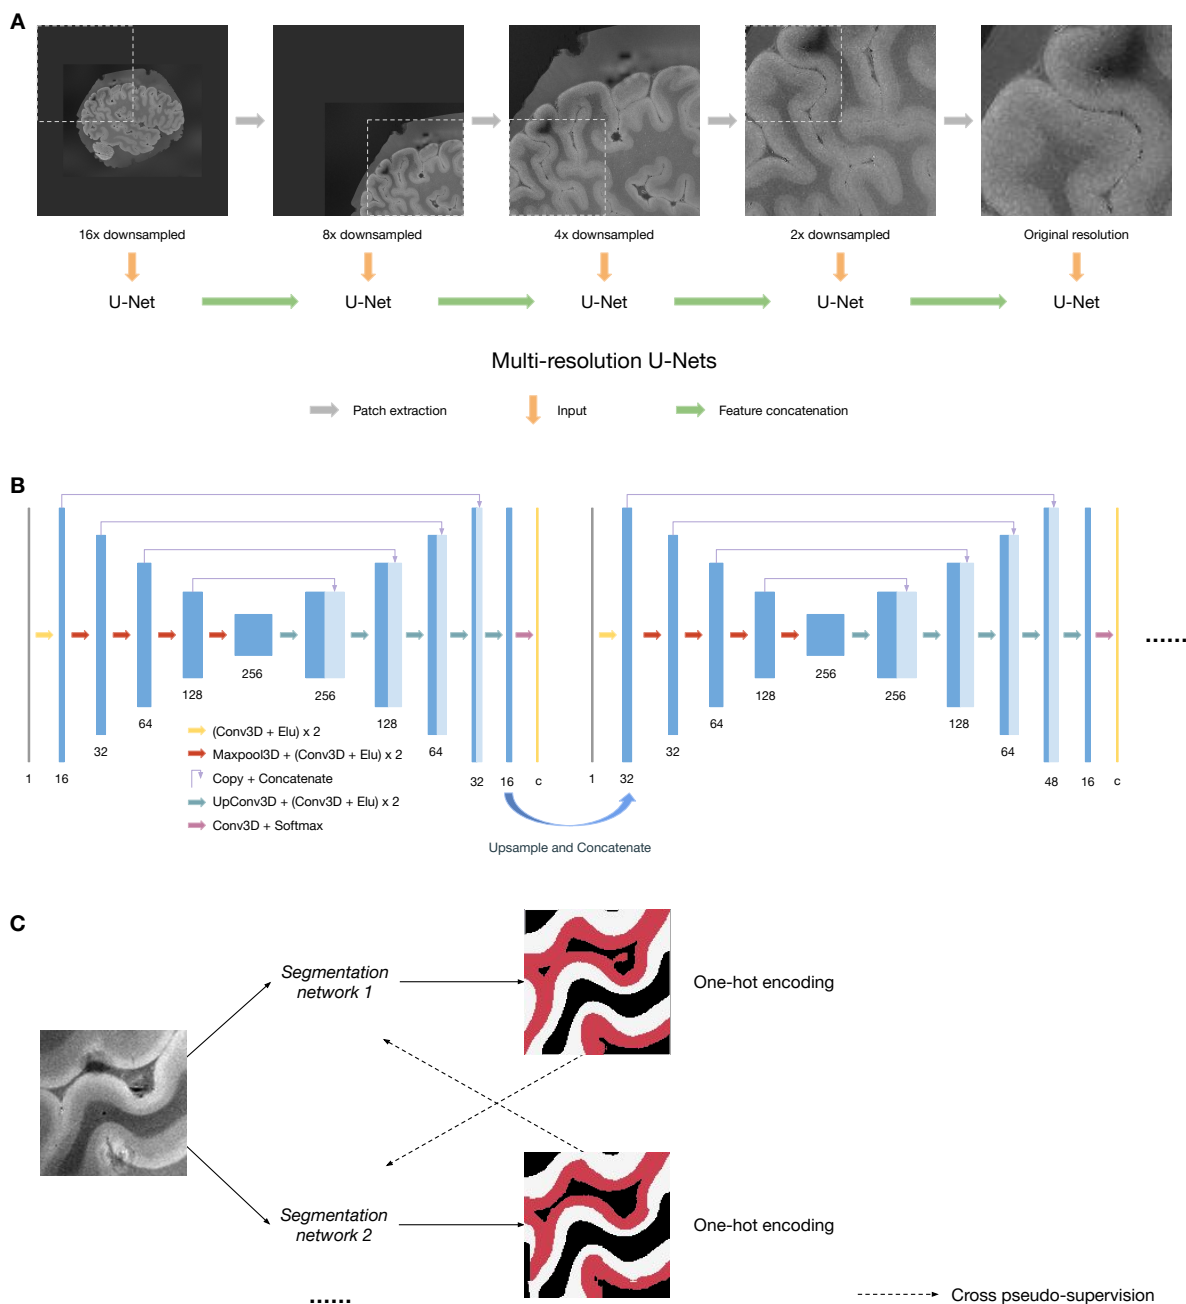 A
16x downsampled
8x downsampled
4x downsampled
2x downsampled
Original resolution
U-Net
U-Net
U-Net
U-Net
U-Net
Multi-resolution U-Nets
Patch extraction
Input
Feature concatenation
B
1
16
32
64
128
256
256
128
64
32
16
c
1
32
32
64
128
256
256
128
64
48
16
c
......
(Conv3D + Elu) x 2
Maxpool3D + (Conv3D + Elu) x 2
Copy + Concatenate
UpConv3D + (Conv3D + Elu) x 2
Conv3D + Softmax
Upsample and Concatenate
C
Segmentation
network 1
One-hot encoding
Segmentation
network 2
One-hot encoding
......
Cross pseudo-supervision